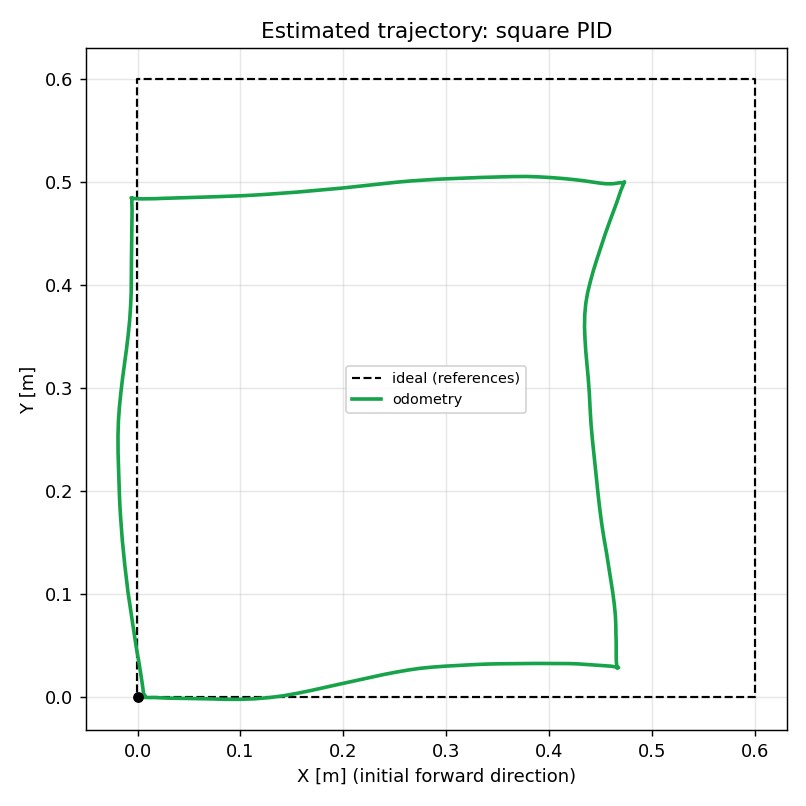 Estimated trajectory: square PID
0.6
0.5
0.4
0.3
0.2
0.1
0.0
Y [m]
ideal (references)
odometry
0.0 0.1 0.2 0.3 0.4 0.5 0.6
X [m] (initial forward direction)